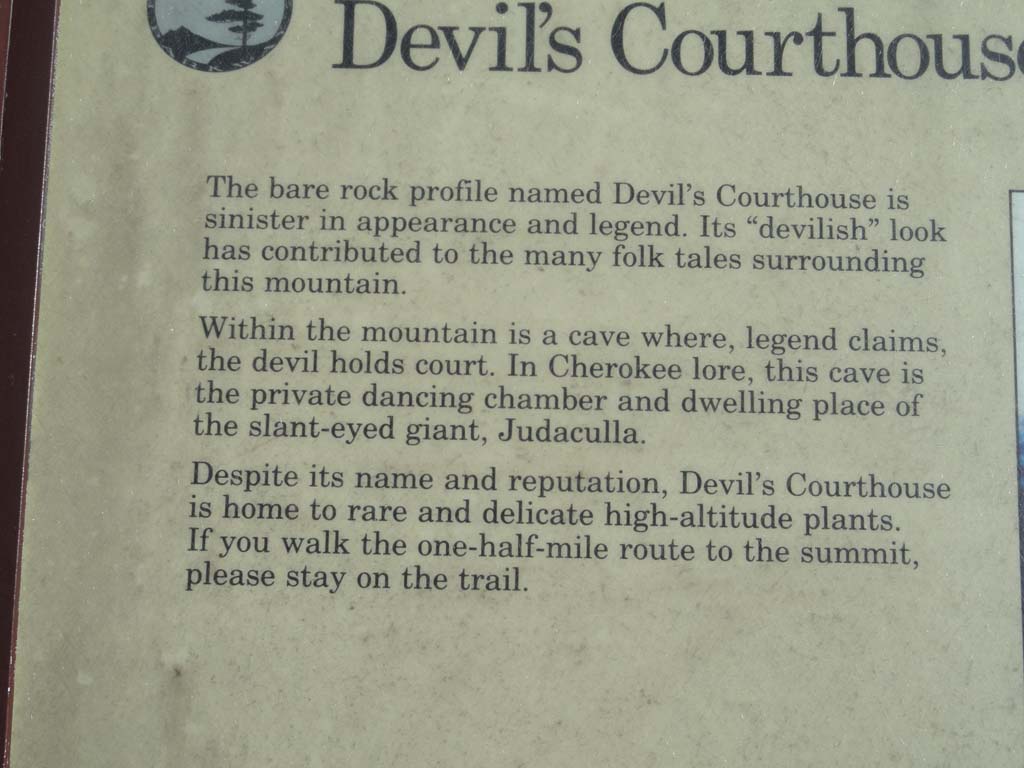 Devil's Courthouse
The bare rock profile named Devil's Courthouse is
sinister in appearance and legend. Its “devilish” look
has contributed to the many folk tales surrounding
this mountain.
Within the mountain is a cave where, legend claims,
the devil holds court. In Cherokee lore, this cave is
the private dancing chamber and dwelling place of
the slant-eyed giant, Judaculla.
Despite its name and reputation, Devil's Courthouse
is home to rare and delicate high-altitude plants.
If you walk the one-half-mile route to the summit,
please stay on the trail.